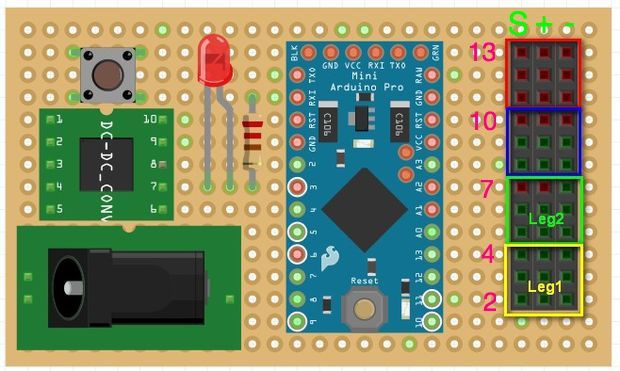 S + -
13
10
7
4
2
Leg2
Leg1
BLK
GND VCC RXI TXO
GRN
Mini
Arduino Pro
TXO
RXI
RST
GND
2
3
4
5
6
7
8
9
RAW
GND
RST
VCC
A3
A2
A1
A0
13
12
11
10
C106
C106
Reset
DC-DC_CONV
1
2
3
4
5
10
9
8
7
6